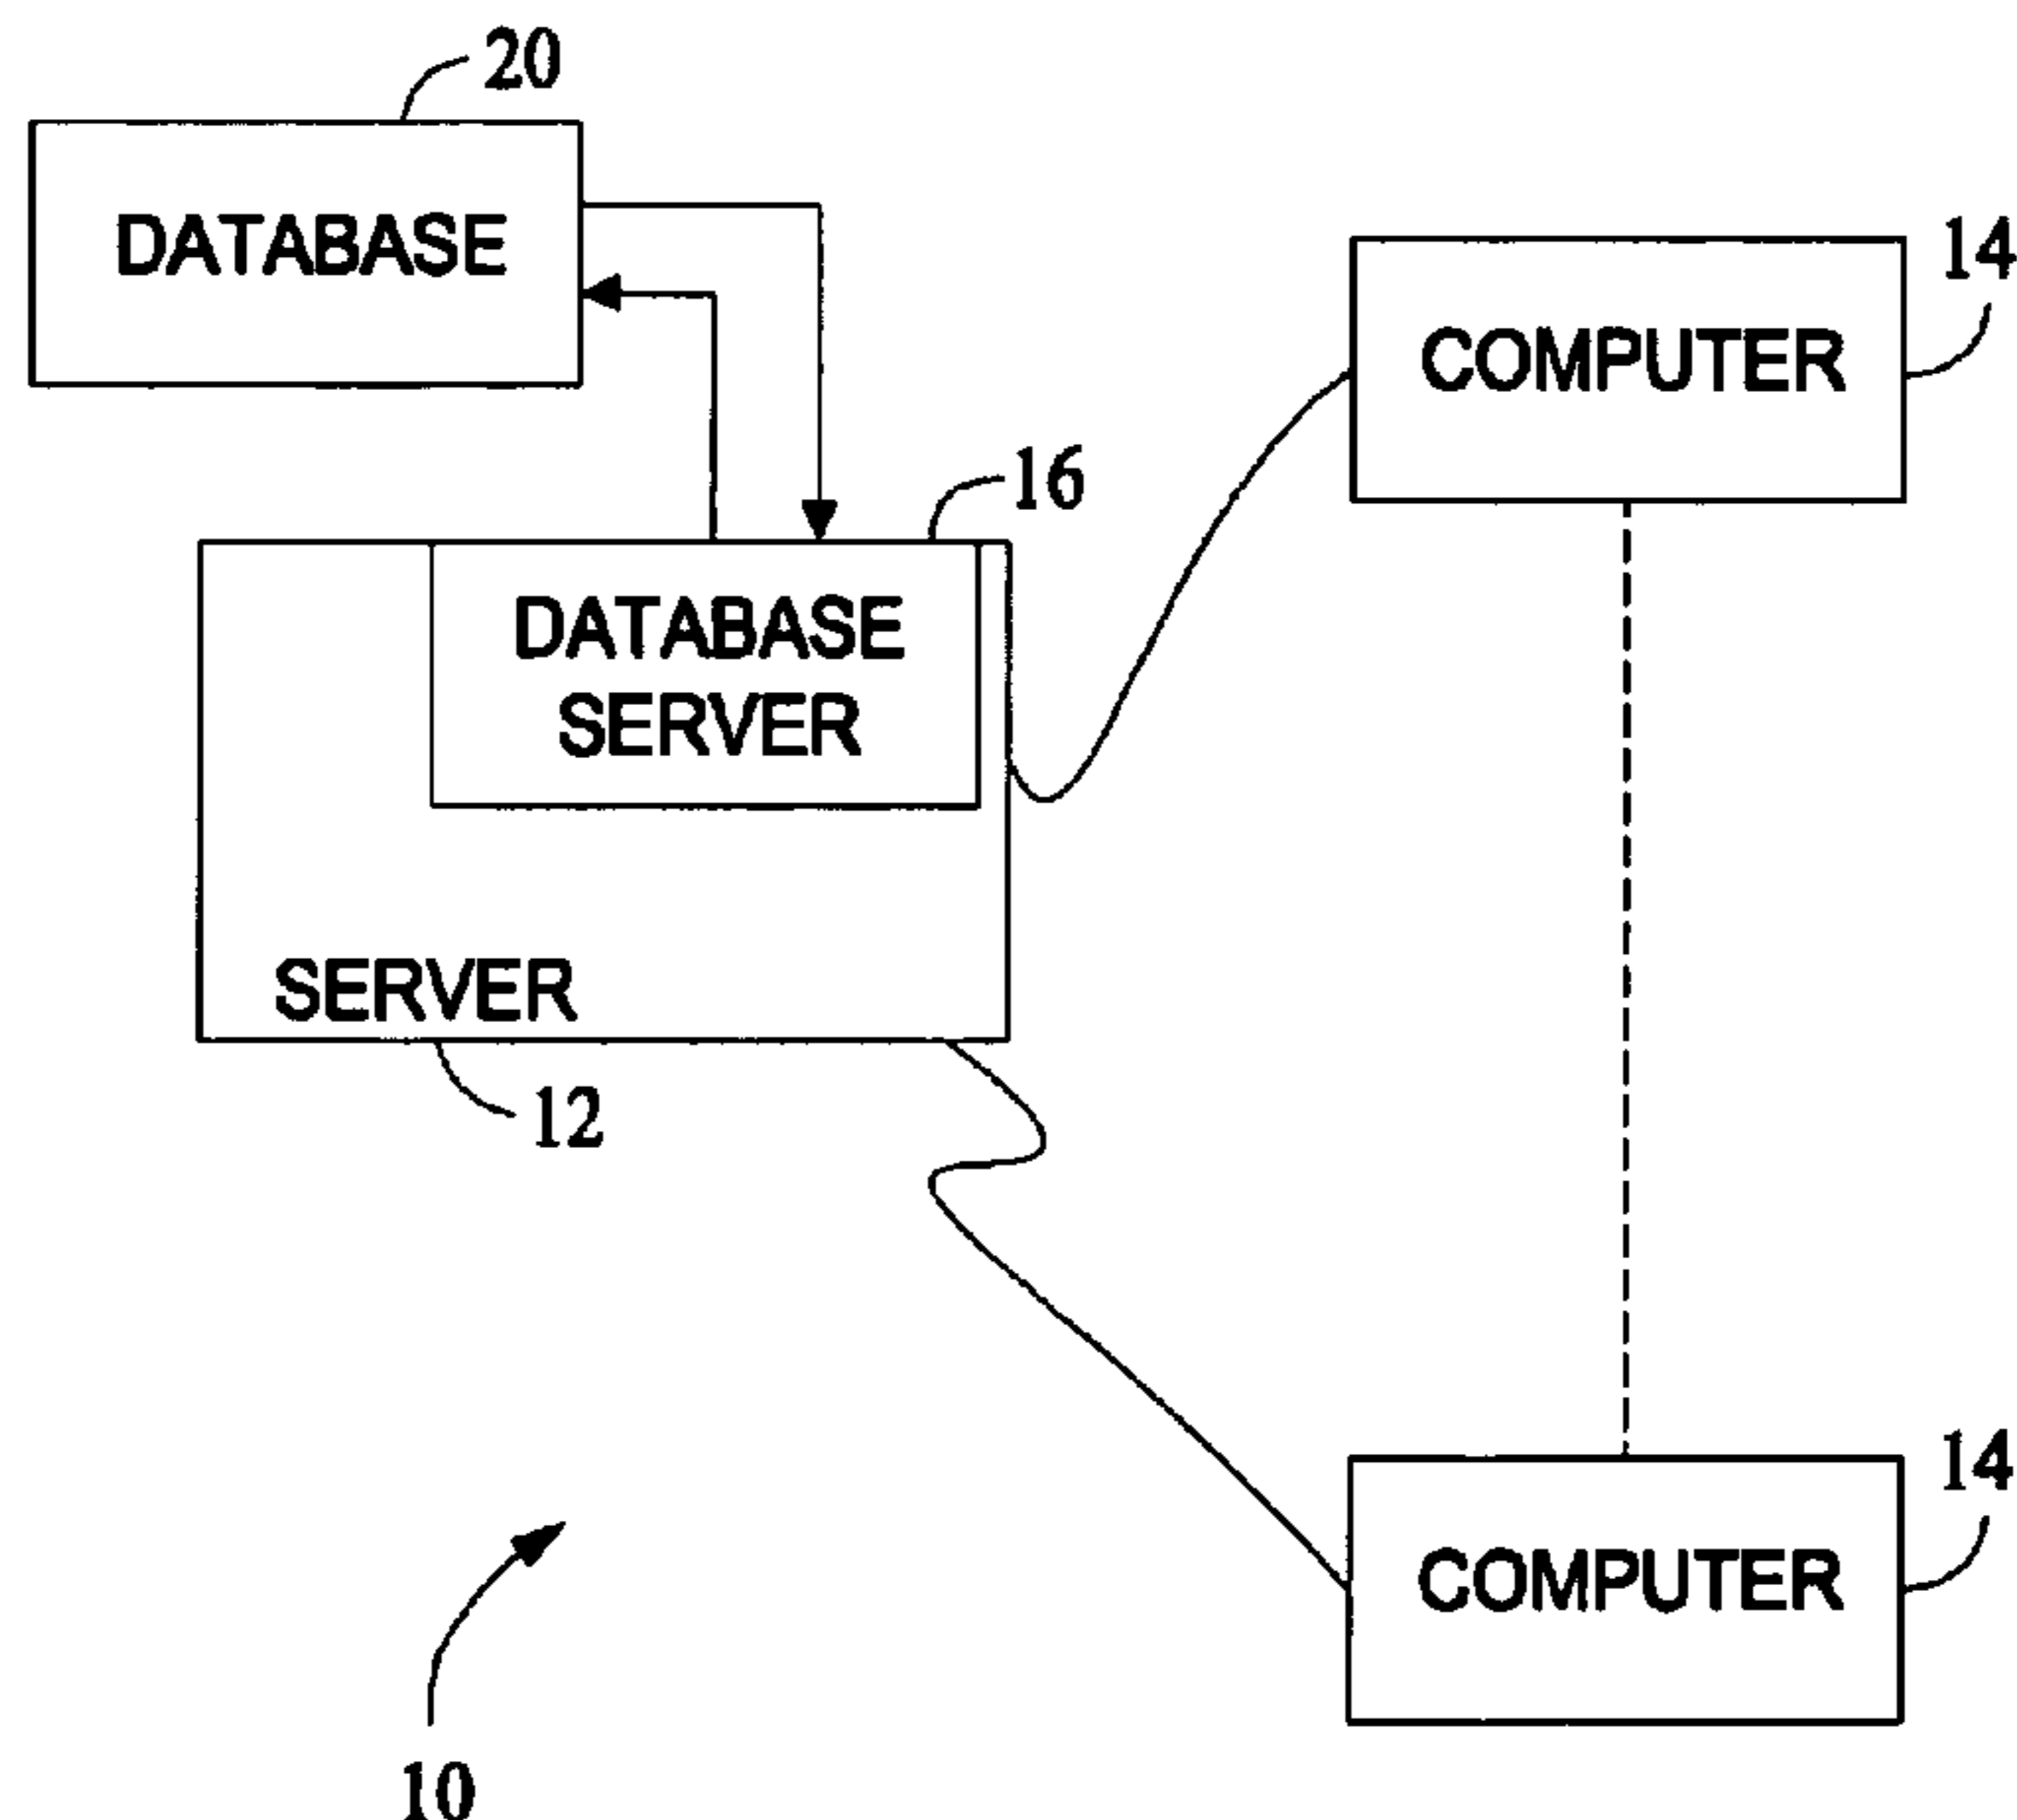 20
DATABASE
14
COMPUTER
16
DATABASE
SERVER
SERVER
12
14
COMPUTER
10